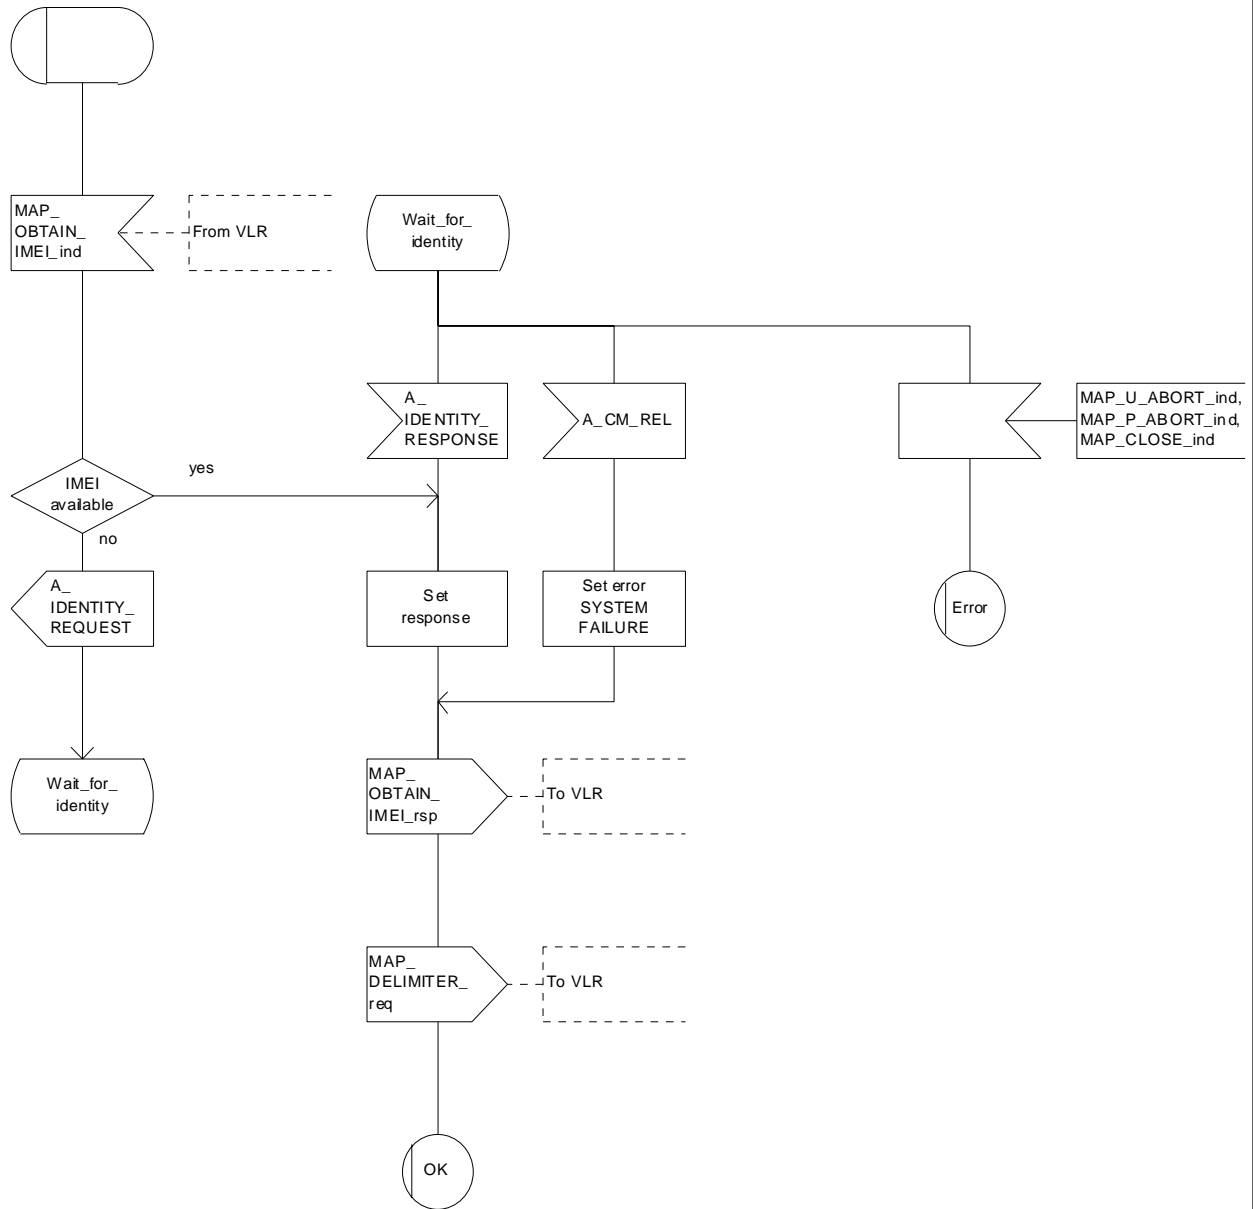 MAP_
OBTAIN_
IMEI_ind
From VLR
Wait_for_
identity
A_
IDENTITY_
RESPONSE
A_CM_REL
MAP_U_ABORT_ind,
MAP_P_ABORT_ind,
MAP_CLOSE_ind
IMEI
available
yes
no
A_
IDENTITY_
REQUEST
Set
response
Set error
SYSTEM
FAILURE
Error
Wait_for_
identity
MAP_
OBTAIN_
IMEI_rsp
To VLR
MAP_
DELIMITER_
req
To VLR
OK